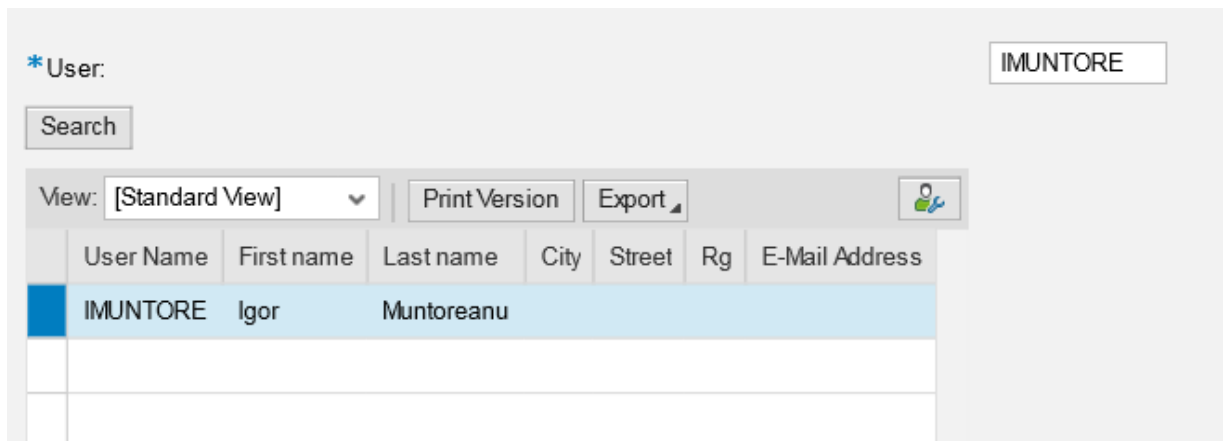 *User: IMUNTORE
Search
View: [Standard View] Print Version Export
User Name First name Last name City Street Rg E-Mail Address
IMUNTORE Igor Muntoreanu